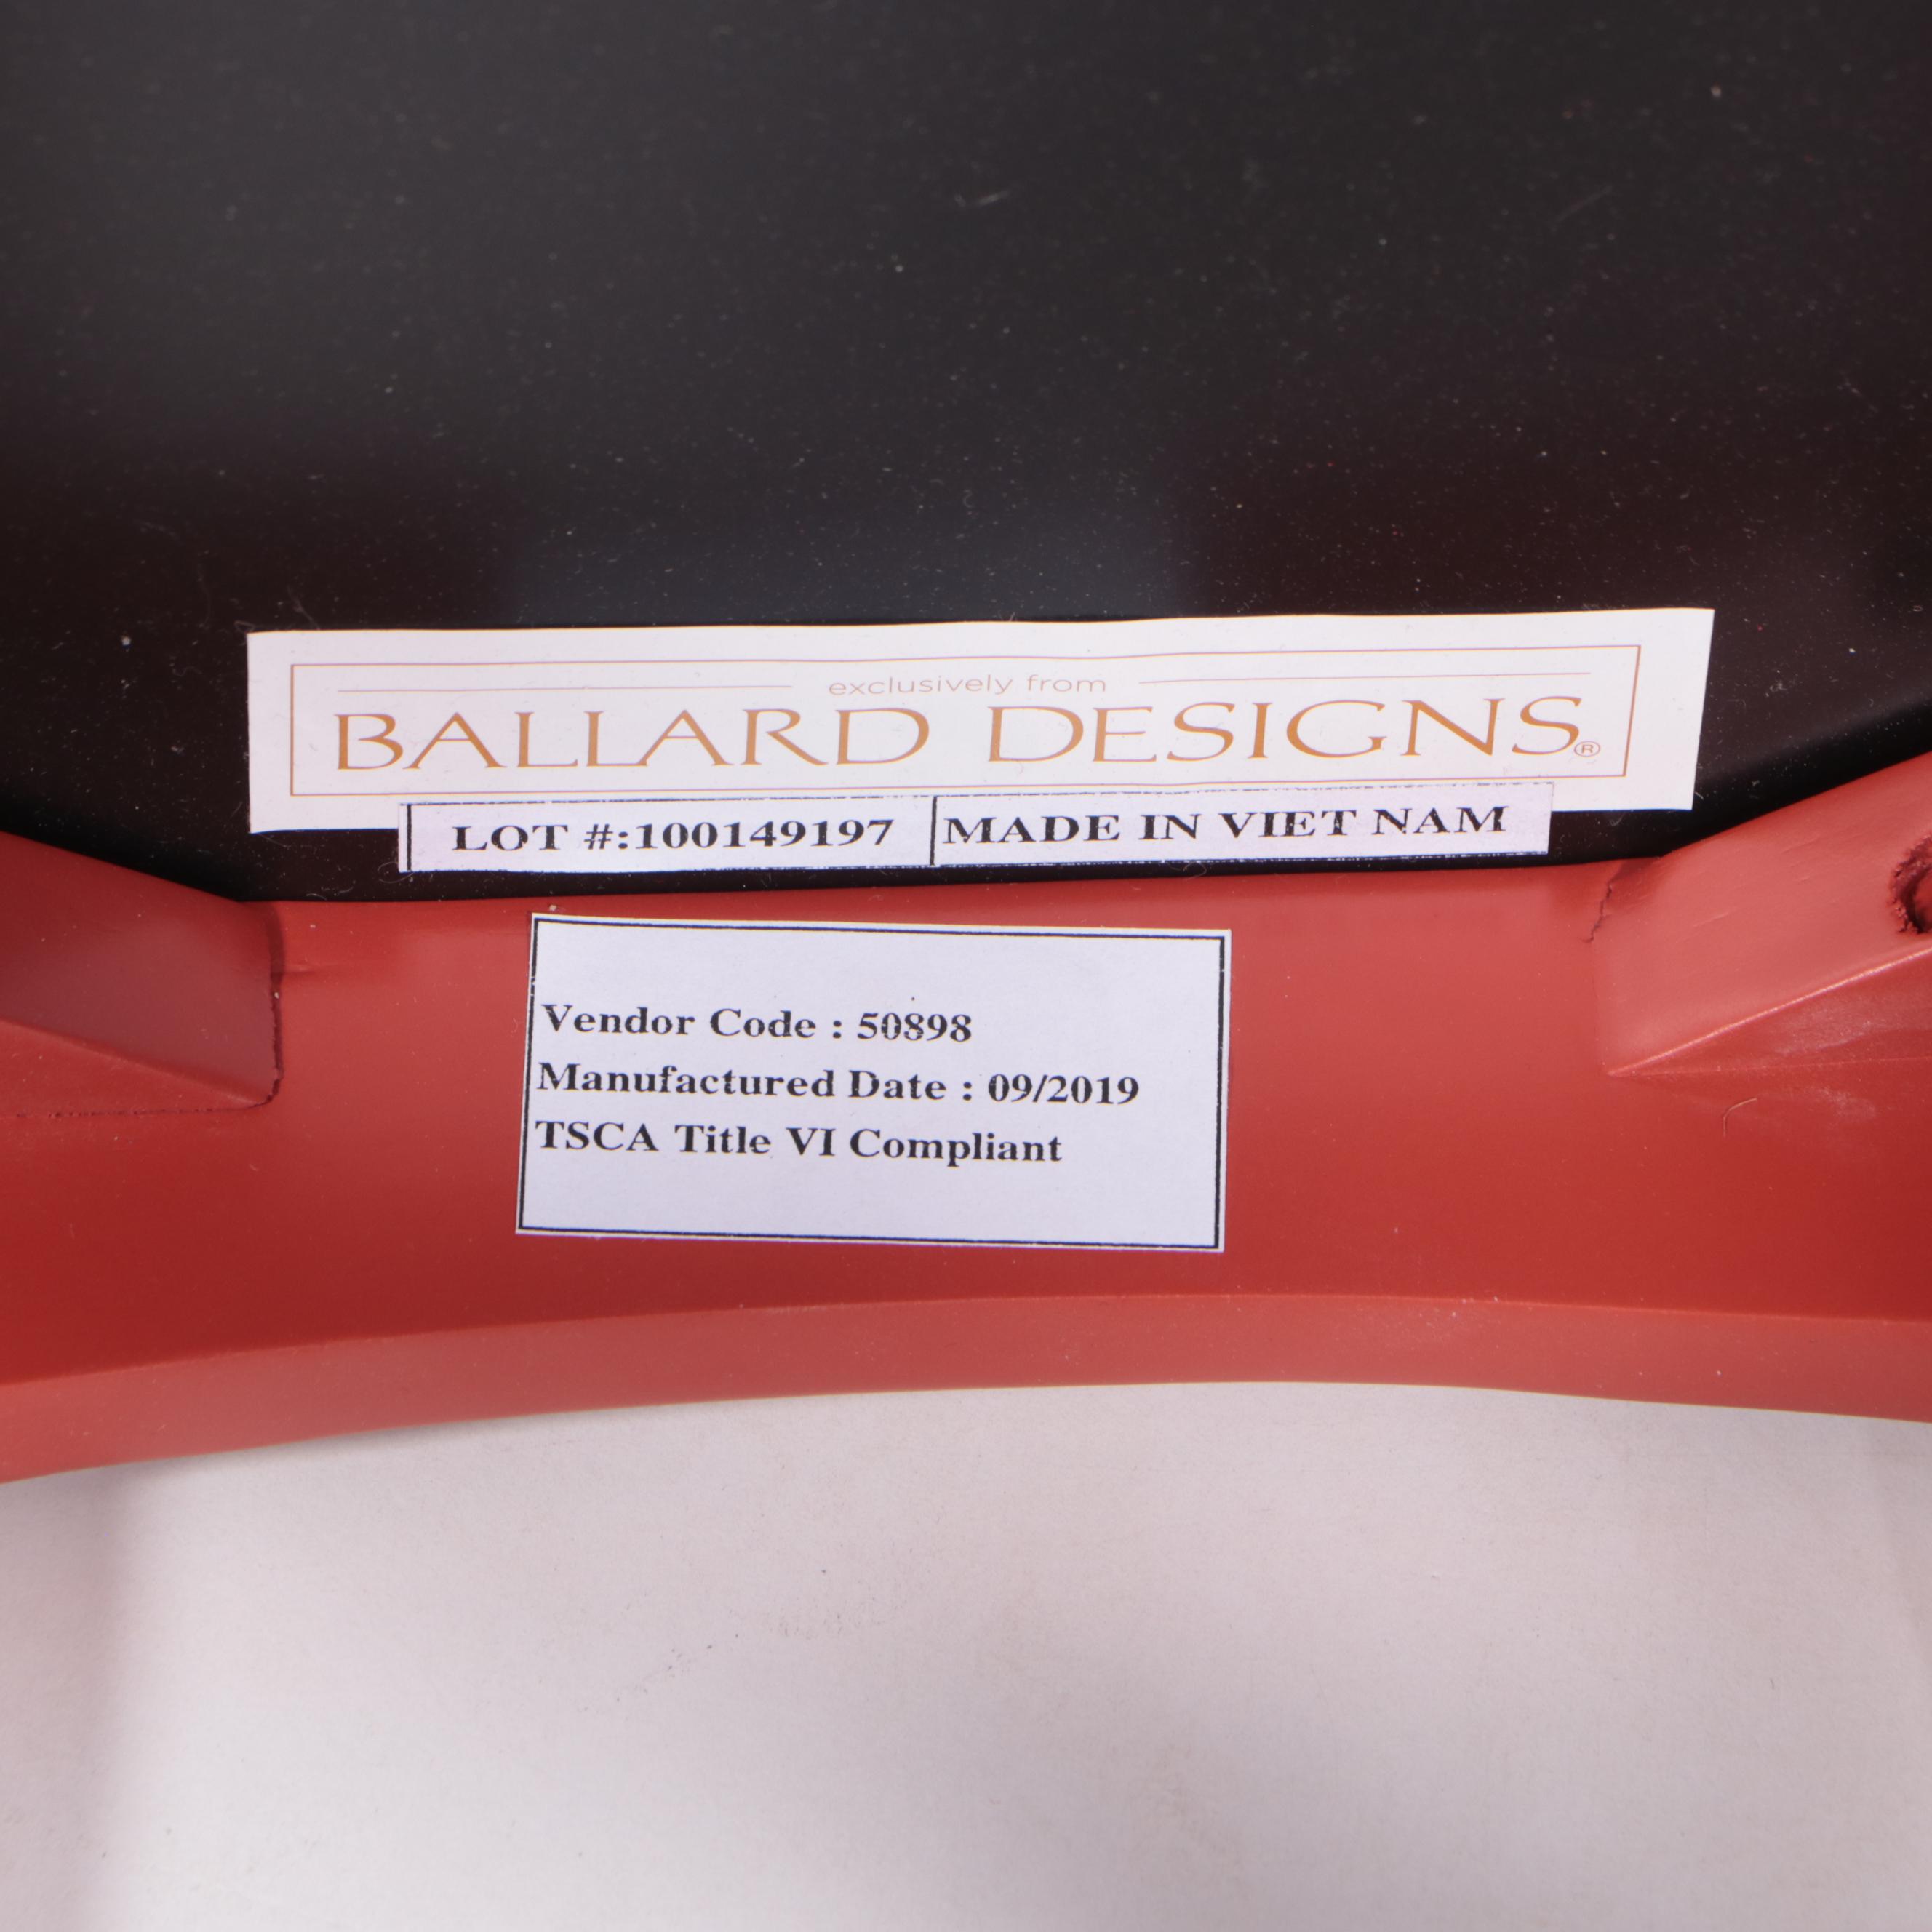 exclusively from
BALLARD DESIGNS®
LOT #:100149197 MADE IN VIET NAM
Vendor Code : 50898
Manufactured Date : 09/2019
TSCA Title VI Compliant